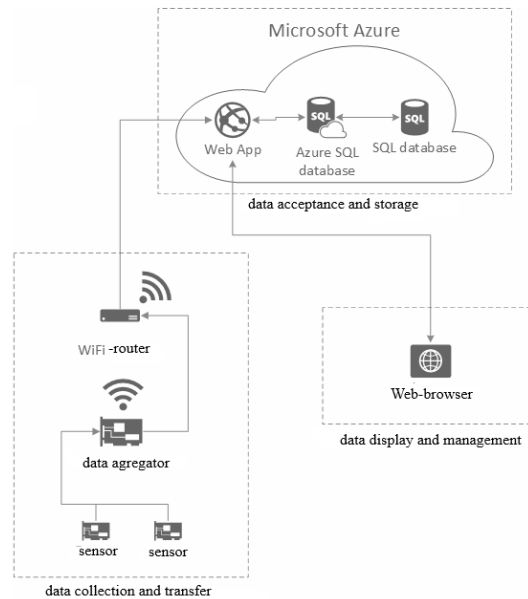 Microsoft Azure
SQL
SQL
Web App
Azure SQL
database
SQL database
data acceptance and storage
WiFi -router
data agregator
sensor
sensor
data collection and transfer
Web-browser
data display and management